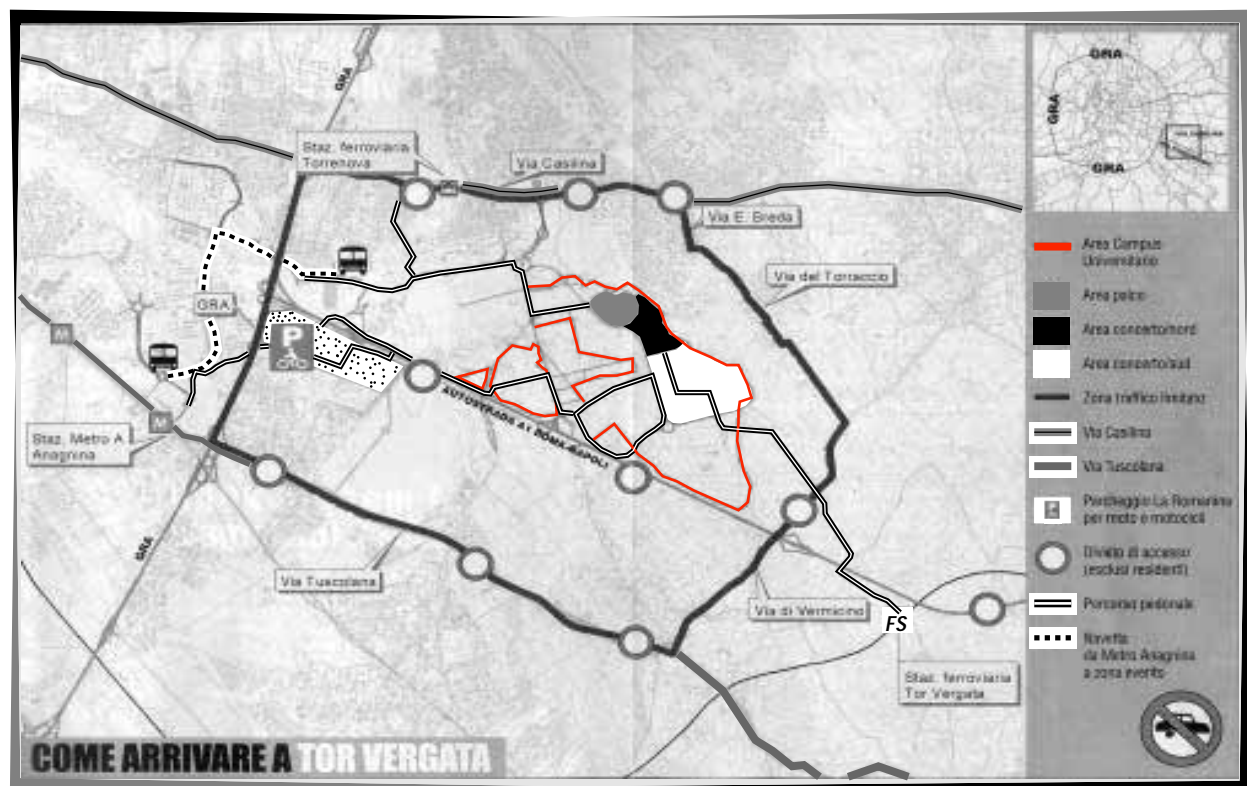 GRA
Staz. ferroviaria
Torrenova
Via Casilina
Via E. Breda
Via del Torraccio
GRA
P
M
M
Staz. Metro A
Anagnina
AUTOSTRADA A1 ROMA-NAPOLI
GRA
Via Tuscolana
Via di Vermicino
FS
Staz. ferroviaria
Tor Vergata
COME ARRIVARE A TOR VERGATA
GRA
GRA
GRA
Area Campus
Universitario
Area palco
Area concerto/nord
Area concerto/sud
Zona traffico limitato
Via Casilina
Via Tuscolana
Parcheggio La Romanina
per moto e motocicli
Divieto di accesso
(esclusi residenti)
Percorso pedonale
Navetta
da Metro Anagnina
a zona evento